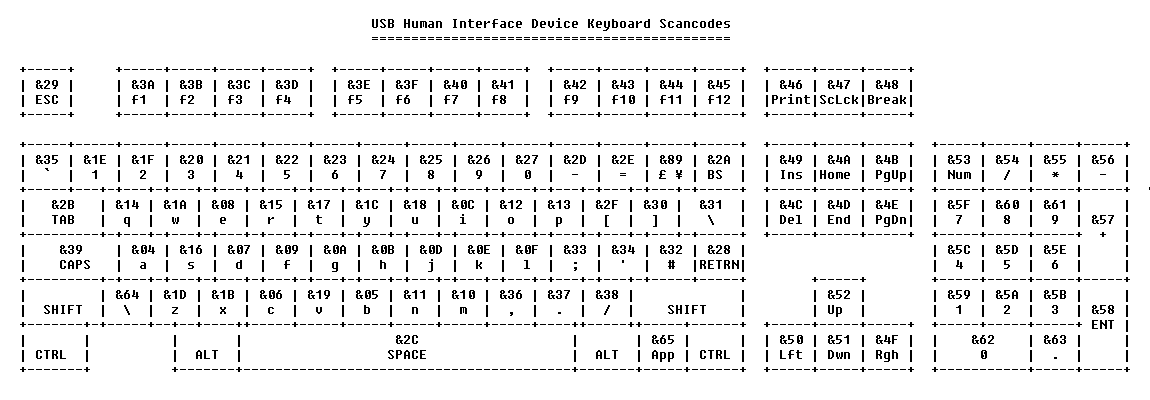 USB Human Interface Device Keyboard Scancodes
=============================================
+-----+ +-----+-----+-----+-----+ +-----+-----+-----+-----+ +-----+-----+-----+-----+ +-----+-----+-----+
| &29 | | &3A | &3B | &3C | &3D | | &3E | &3F | &40 | &41 | | &42 | &43 | &44 | &45 | | &46 | &47 | &48 |
| ESC | | f1 | f2 | f3 | f4 | | f5 | f6 | f7 | f8 | | f9 | f10 | f11 | f12 | |Print|ScLck|Break|
+-----+ +-----+-----+-----+-----+ +-----+-----+-----+-----+ +-----+-----+-----+-----+ +-----+-----+-----+
| &35 | &1E | &1F | &20 | &21 | &22 | &23 | &24 | &25 | &26 | &27 | &2D | &2E | &89 | &2A | | &49 | &4A | &4B | | &53 | &54 | &55 | &56 |
| ` | 1 | 2 | 3 | 4 | 5 | 6 | 7 | 8 | 9 | 0 | - | = | £ ¥ | BS | | Ins |Home | PgUp| | Num | / | * | - |
| &2B | &14 | &1A | &08 | &15 | &17 | &1C | &18 | &0C | &12 | &13 | &2F | &30 | &31 | | &4C | &4D | &4E | | &5F | &60 | &61 | |
| TAB | q | w | e | r | t | y | u | i | o | p | [ | ] | \ | | Del | End | PgDn| | 7 | 8 | 9 | &57 |
+
| &39 | &04 | &16 | &07 | &09 | &0A | &0B | &0D | &0E | &0F | &33 | &34 | &32 | &28 | | &5C | &5D | &5E | |
| CAPS | a | s | d | f | g | h | j | k | l | ; | ' | # |RETRN| | 4 | 5 | 6 | |
| | &64 | &1D | &1B | &06 | &19 | &05 | &11 | &10 | &36 | &37 | &38 | | | &52 | | &59 | &5A | &5B | |
| SHIFT | \ | z | x | c | v | b | n | m | , | . | / | SHIFT | | Up | | 1 | 2 | 3 | &58 |
ENT
| | | | &2C | | &65 | | | &50 | &51 | &4F | | &62 | &63 | |
| CTRL | | ALT | SPACE | ALT | App | CTRL | | Lft | Dwn | Rgh | | 0 | . | |